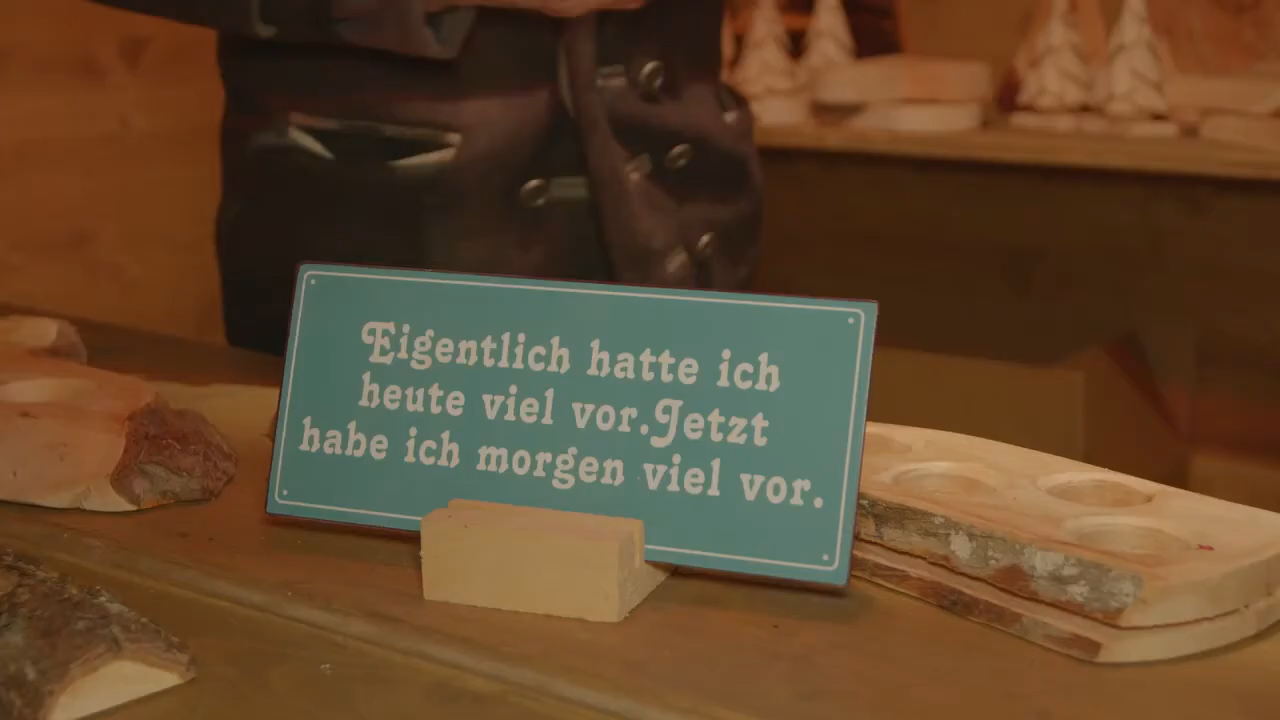 Eigentlich hatte ich
heute viel vor.Jetzt
habe ich morgen viel vor.